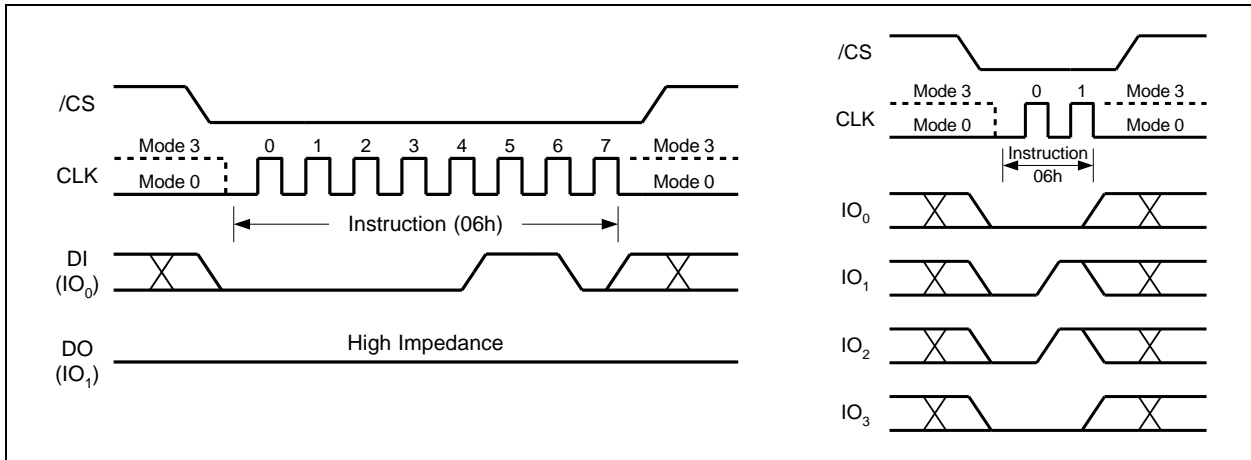 /CS
Mode 3 0 1 2 3 4 5 6 7 Mode 3
CLK Mode 0 Mode 0
Instruction (06h)
DI
(IO0)
High Impedance
DO
(IO1)
/CS
Mode 3 0 1 Mode 3
CLK Mode 0 Mode 0
Instruction
06h
IO0
IO1
IO2
IO3